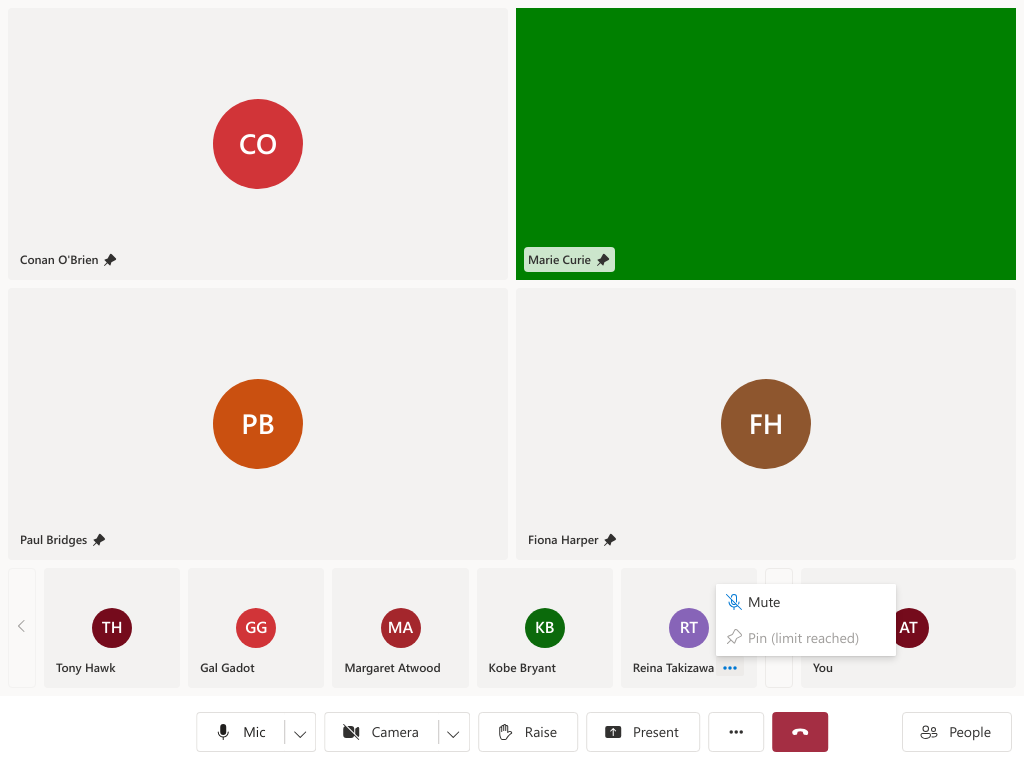 CO
Conan O'Brien
Marie Curie
PB
Paul Bridges
FH
Fiona Harper
TH
Tony Hawk
GG
Gal Gadot
MA
Margaret Atwood
KB
Kobe Bryant
RT
Reina Takizawa
Mute
Pin (limit reached)
AT
You
Mic
Camera
Raise
Present
People